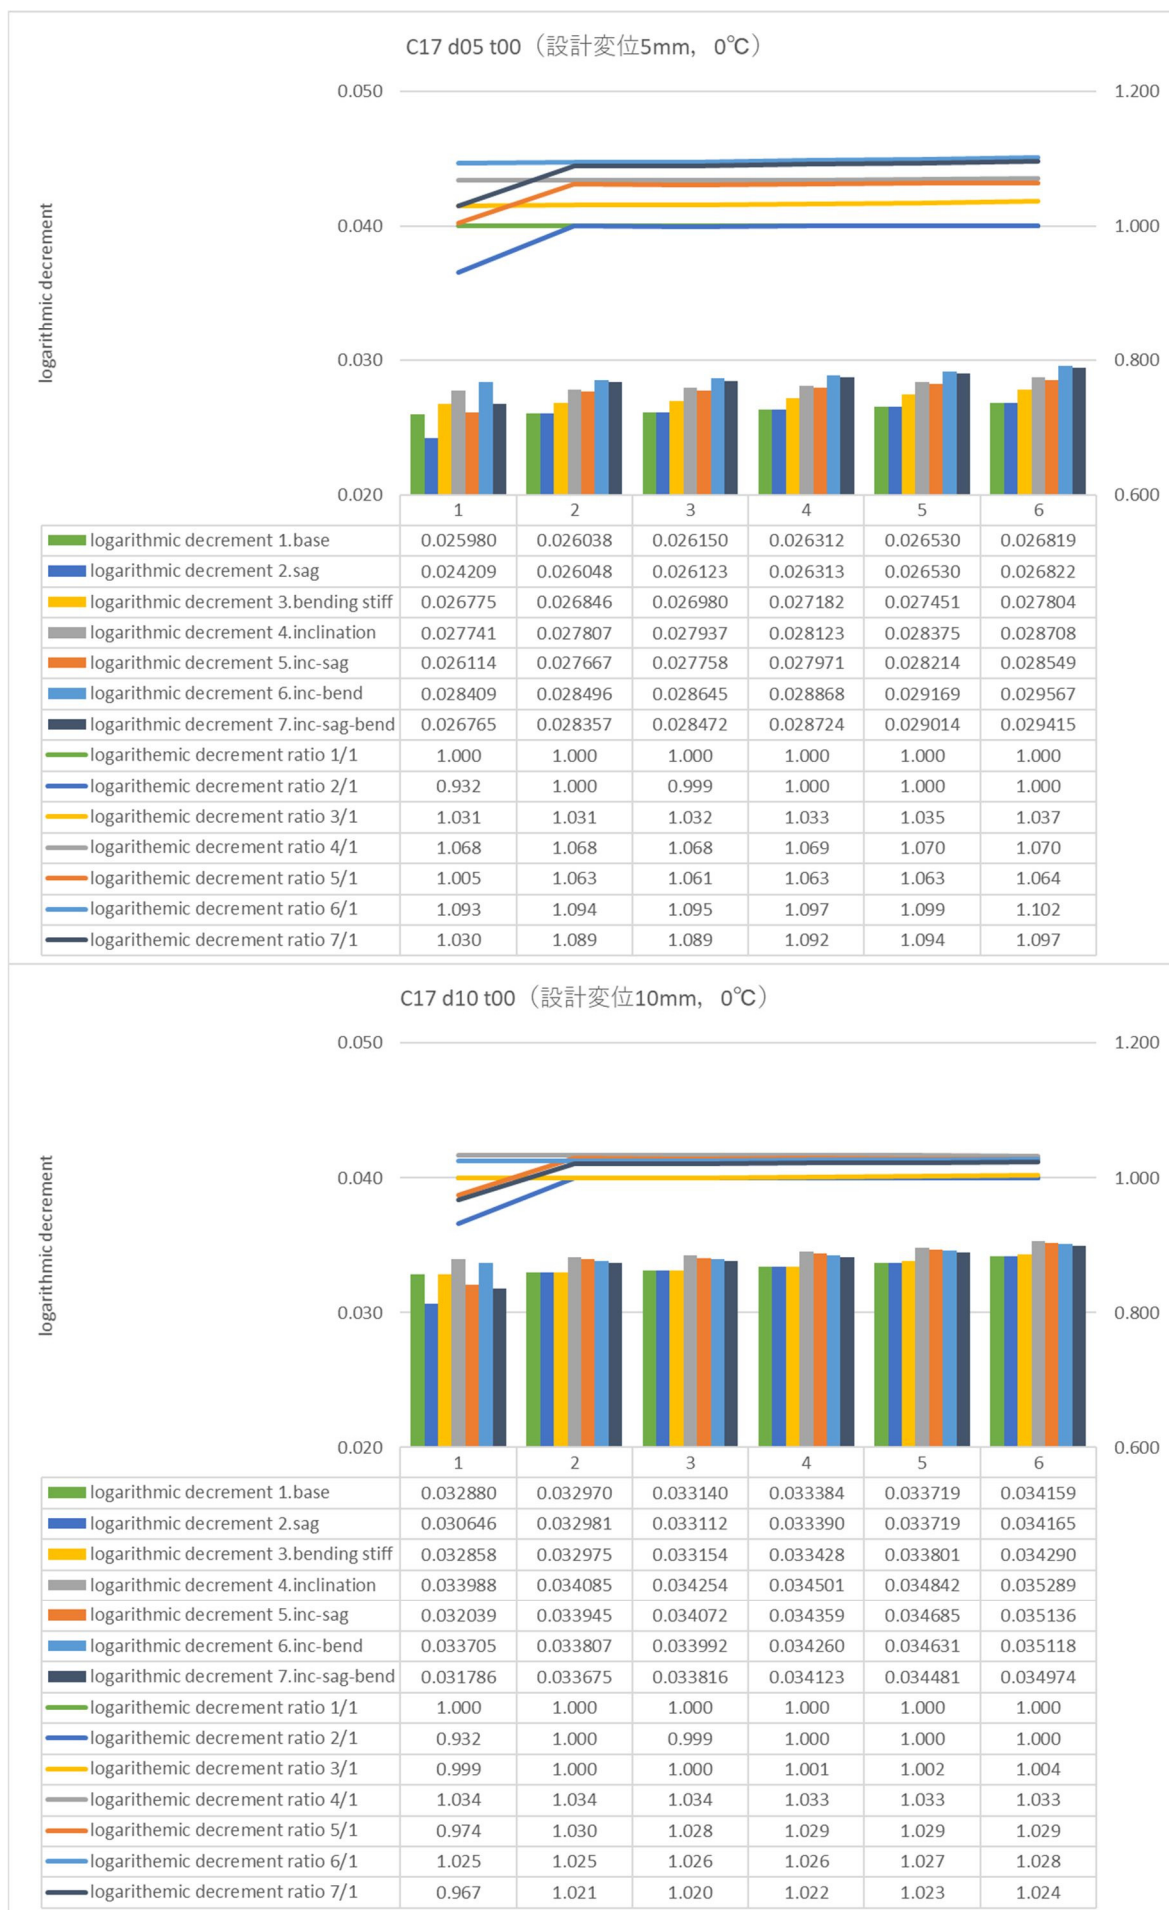 C17 d05 t00（設計変位5mm，0℃）
0.050 1.200
0.040 1.000
0.030 0.800
0.020 0.600
logarithmic decrement
1 2 3 4 5 6
logarithmic decrement 1.base 0.025980 0.026038 0.026150 0.026312 0.026530 0.026819
logarithmic decrement 2.sag 0.024209 0.026048 0.026123 0.026313 0.026530 0.026822
logarithmic decrement 3.bending stiff 0.026775 0.026846 0.026980 0.027182 0.027451 0.027804
logarithmic decrement 4.inclination 0.027741 0.027807 0.027937 0.028123 0.028375 0.028708
logarithmic decrement 5.inc-sag 0.026114 0.027667 0.027758 0.027971 0.028214 0.028549
logarithmic decrement 6.inc-bend 0.028409 0.028496 0.028645 0.028868 0.029169 0.029567
logarithmic decrement 7.inc-sag-bend 0.026765 0.028357 0.028472 0.028724 0.029014 0.029415
logarithemic decrement ratio 1/1 1.000 1.000 1.000 1.000 1.000 1.000
logarithemic decrement ratio 2/1 0.932 1.000 0.999 1.000 1.000 1.000
logarithemic decrement ratio 3/1 1.031 1.031 1.032 1.033 1.035 1.037
logarithemic decrement ratio 4/1 1.068 1.068 1.068 1.069 1.070 1.070
logarithemic decrement ratio 5/1 1.005 1.063 1.061 1.063 1.063 1.064
logarithemic decrement ratio 6/1 1.093 1.094 1.095 1.097 1.099 1.102
logarithemic decrement ratio 7/1 1.030 1.089 1.089 1.092 1.094 1.097
C17 d10 t00（設計変位10mm，0℃）
0.050 1.200
0.040 1.000
0.030 0.800
0.020 0.600
logarithmic decrement
1 2 3 4 5 6
logarithmic decrement 1.base 0.032880 0.032970 0.033140 0.033384 0.033719 0.034159
logarithmic decrement 2.sag 0.030646 0.032981 0.033112 0.033390 0.033719 0.034165
logarithmic decrement 3.bending stiff 0.032858 0.032975 0.033154 0.033428 0.033801 0.034290
logarithmic decrement 4.inclination 0.033988 0.034085 0.034254 0.034501 0.034842 0.035289
logarithmic decrement 5.inc-sag 0.032039 0.033945 0.034072 0.034359 0.034685 0.035136
logarithmic decrement 6.inc-bend 0.033705 0.033807 0.033992 0.034260 0.034631 0.035118
logarithmic decrement 7.inc-sag-bend 0.031786 0.033675 0.033816 0.034123 0.034481 0.034974
logarithemic decrement ratio 1/1 1.000 1.000 1.000 1.000 1.000 1.000
logarithemic decrement ratio 2/1 0.932 1.000 0.999 1.000 1.000 1.000
logarithemic decrement ratio 3/1 0.999 1.000 1.000 1.001 1.002 1.004
logarithemic decrement ratio 4/1 1.034 1.034 1.034 1.033 1.033 1.033
logarithemic decrement ratio 5/1 0.974 1.030 1.028 1.029 1.029 1.029
logarithemic decrement ratio 6/1 1.025 1.025 1.026 1.026 1.027 1.028
logarithemic decrement ratio 7/1 0.967 1.021 1.020 1.022 1.023 1.024